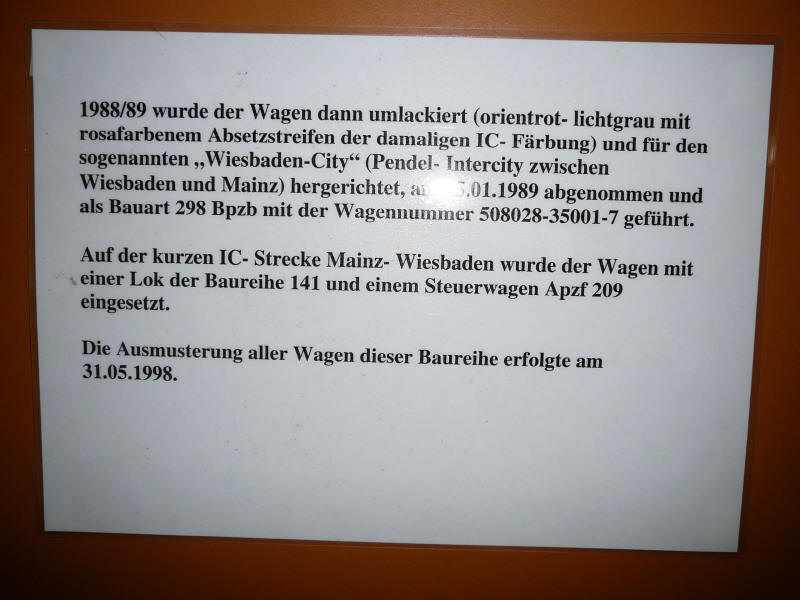 1988/89 wurde der Wagen dann umlackiert (orientrot- lichtgrau mit
rosafarbenem Absetzstreifen der damaligen IC- Färbung) und für den
sogenannten „Wiesbaden-City“ (Pendel- Intercity zwischen
Wiesbaden und Mainz) hergerichtet, abgenommen und
als Bauart 298 Bpzb mit der Wagennummer 508028-35001-7 geführt.
Auf der kurzen IC- Strecke Mainz- Wiesbaden wurde der Wagen mit
einer Lok der Baureihe 141 und einem Steuerwagen Apzf 209
eingesetzt.
Die Ausmusterung aller Wagen dieser Baureihe erfolgte am
31.05.1998.